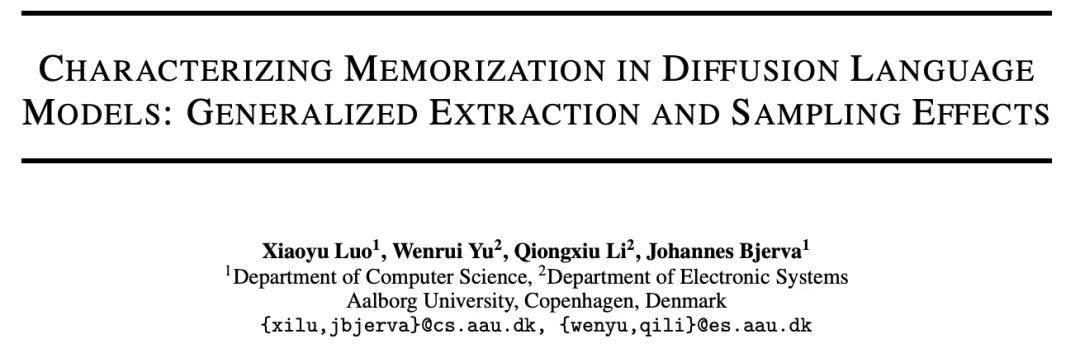 CHARACTERIZING MEMORIZATION IN DIFFUSION LANGUAGE
MODELS: GENERALIZED EXTRACTION AND SAMPLING EFFECTS
Xiaoyu Luo¹, Wenrui Yu², Qiongxiu Li², Johannes Bjerva¹
¹Department of Computer Science, ²Department of Electronic Systems
Aalborg University, Copenhagen, Denmark
{xilu,jbjerva}@cs.aau.dk, {wenyu,qili}@es.aau.dk